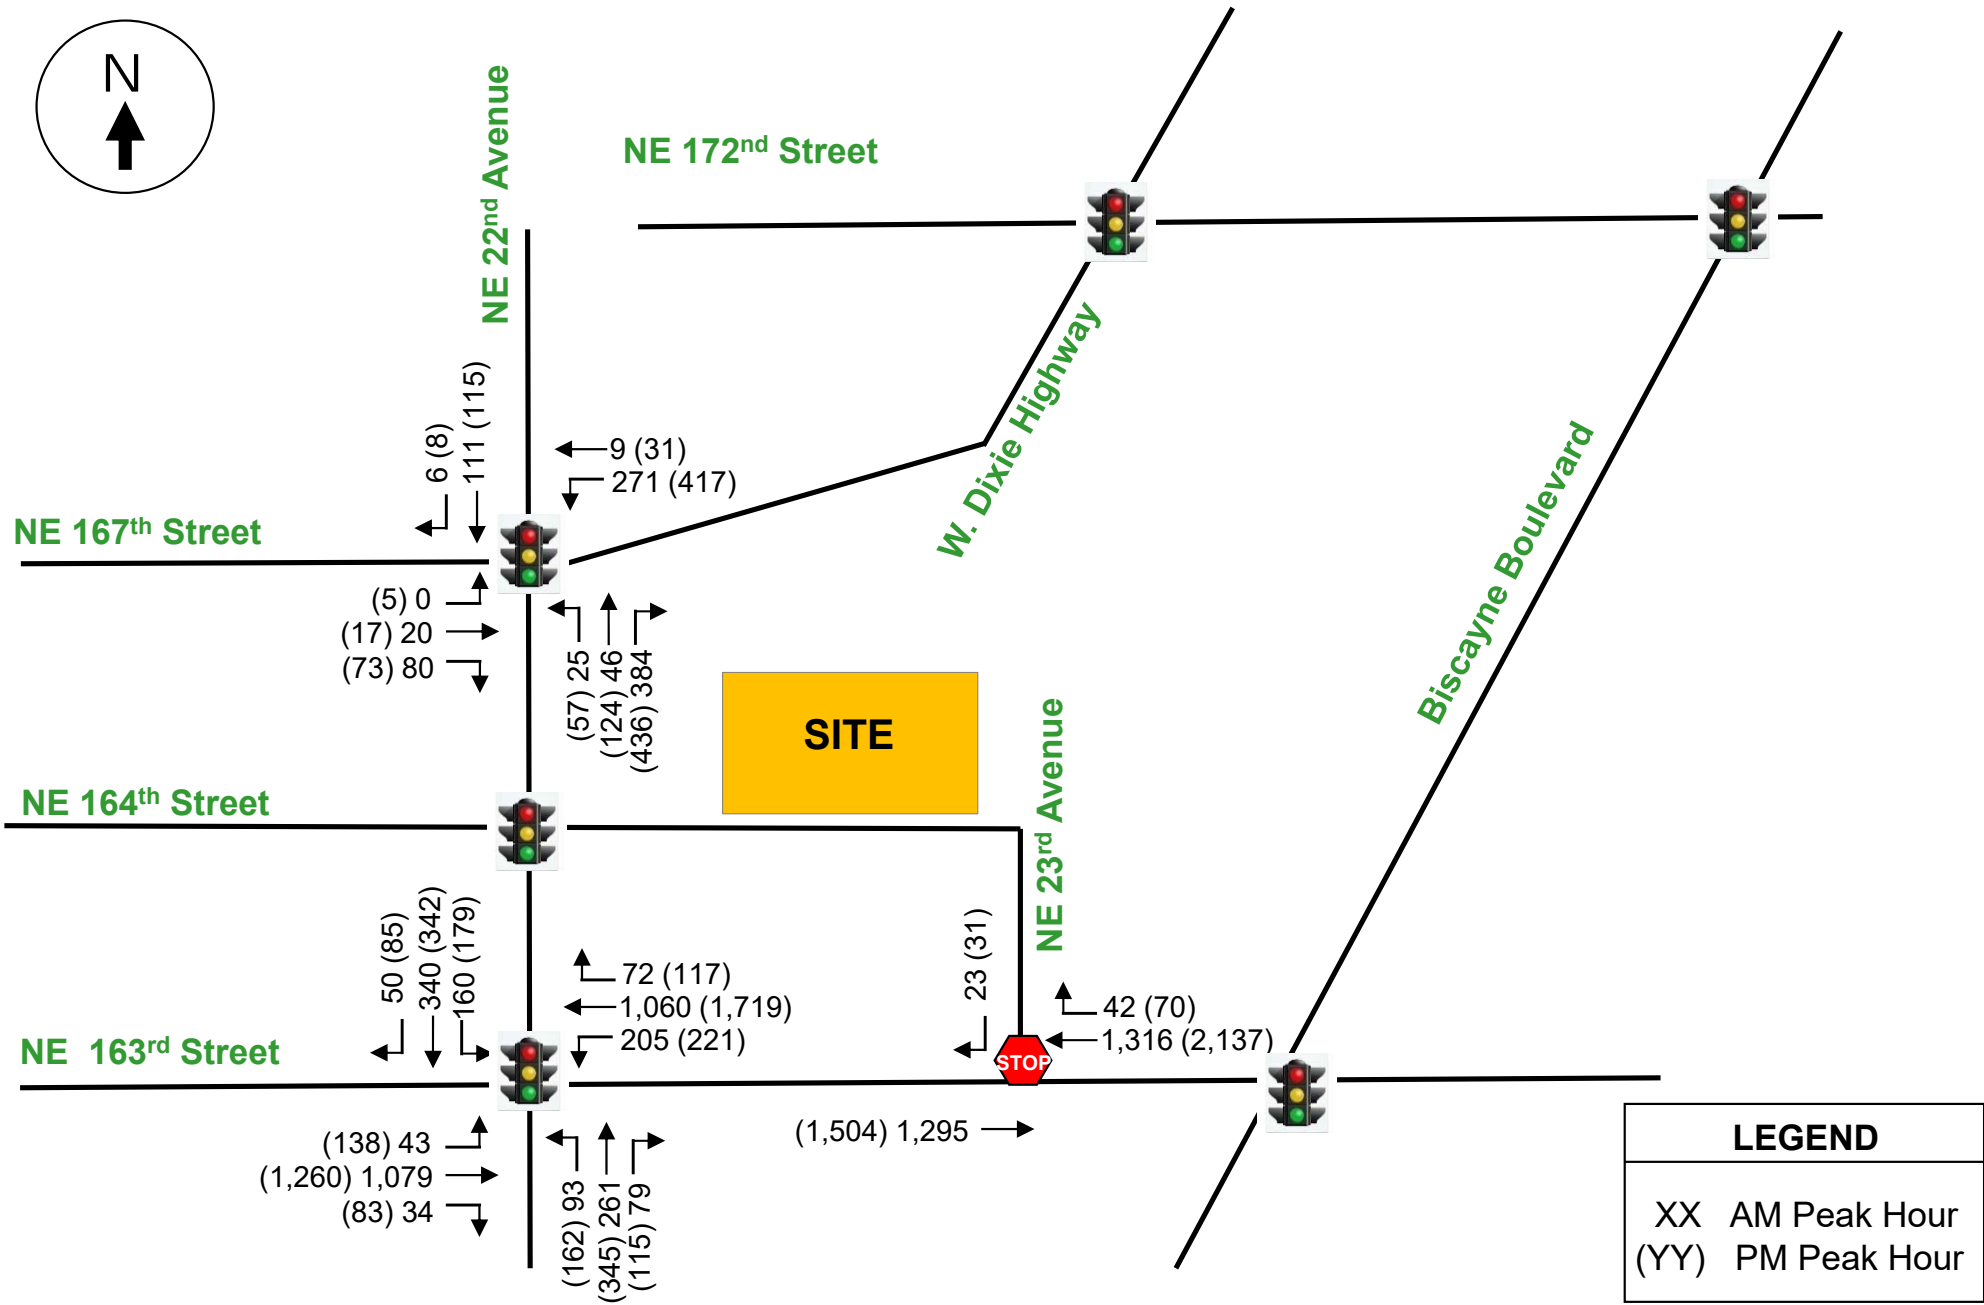 N
NE 22nd Avenue
NE 172nd Street
6 (8)
111 (115)
9 (31)
271 (417)
W. Dixie Highway
Biscayne Boulevard
NE 167th Street
(5) 0
(17) 20
(73) 80
(57) 25
(124) 46
(436) 384
SITE
NE 23rd Avenue
NE 164th Street
50 (85)
340 (342)
160 (179)
72 (117)
1,060 (1,719)
205 (221)
23 (31)
42 (70)
1,316 (2,137)
STOP
NE 163rd Street
(138) 43
(1,260) 1,079
(83) 34
(162) 93
(345) 261
(115) 79
(1,504) 1,295
LEGEND
XX AM Peak Hour
(YY) PM Peak Hour